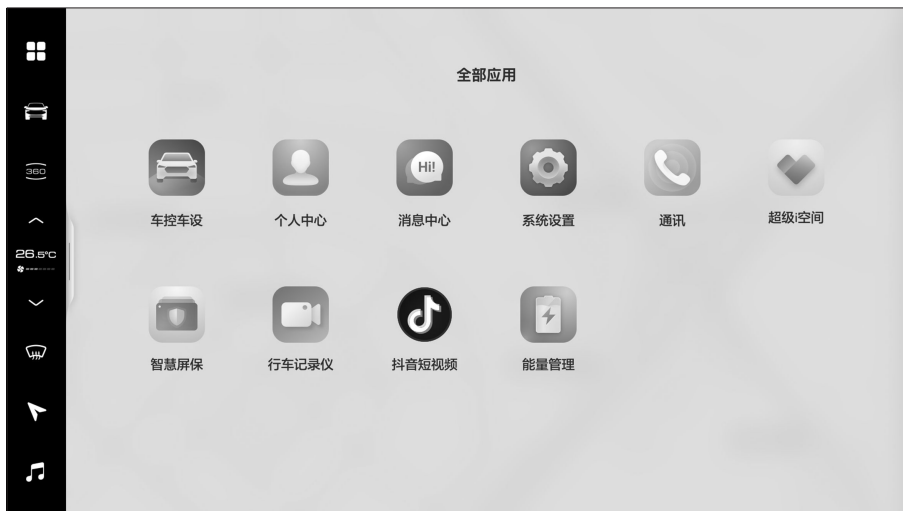 全部应用
360
26.5°C
Hi!
车控车设 个人中心 消息中心 系统设置 通讯 超级i空间
智慧屏保 行车记录仪 抖音短视频 能量管理